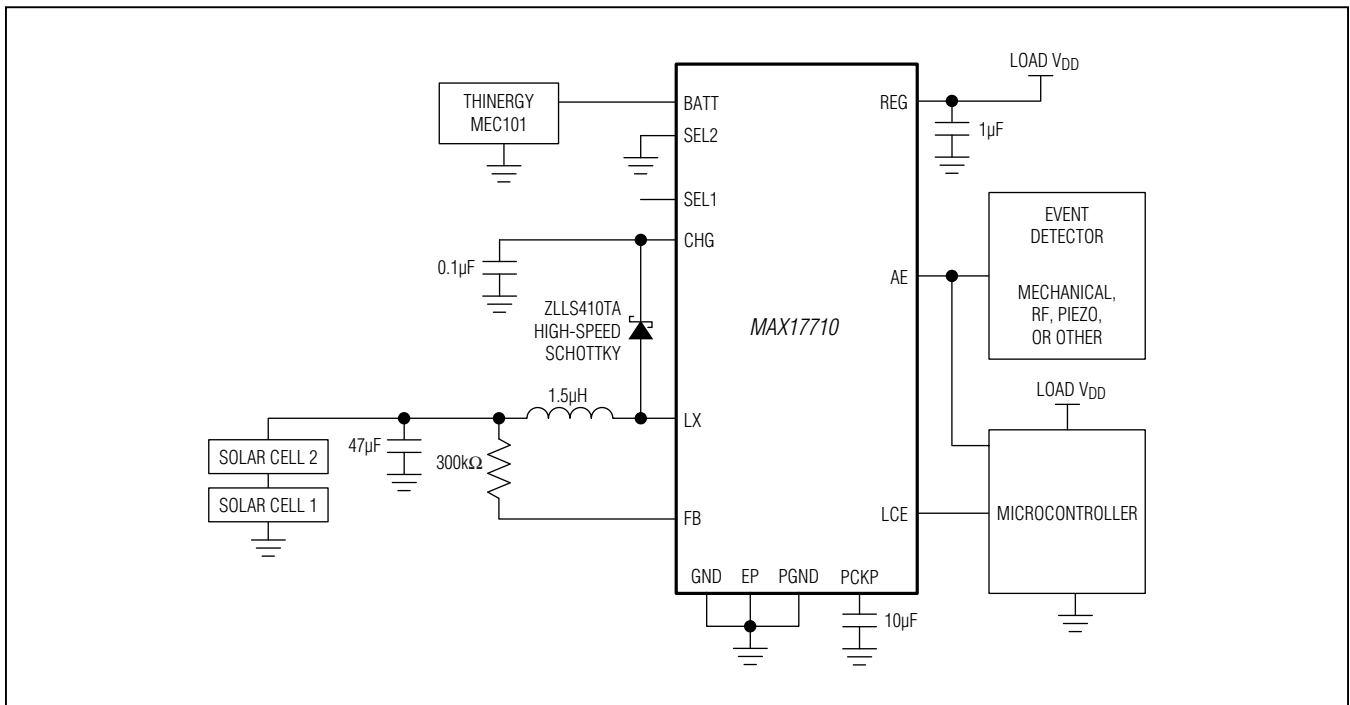 LOAD VDD
THINERGY
MEC101
BATT
SEL2
SEL1
CHG
0.1µF
ZLLS410TA
HIGH-SPEED
SCHOTTKY
1.5µH
LX
47µF
300kΩ
SOLAR CELL 2
SOLAR CELL 1
FB
MAX17710
GND
EP
PGND
PCKP
10µF
REG
1µF
AE
EVENT
DETECTOR
MECHANICAL,
RF, PIEZO,
OR OTHER
LOAD VDD
LCE
MICROCONTROLLER